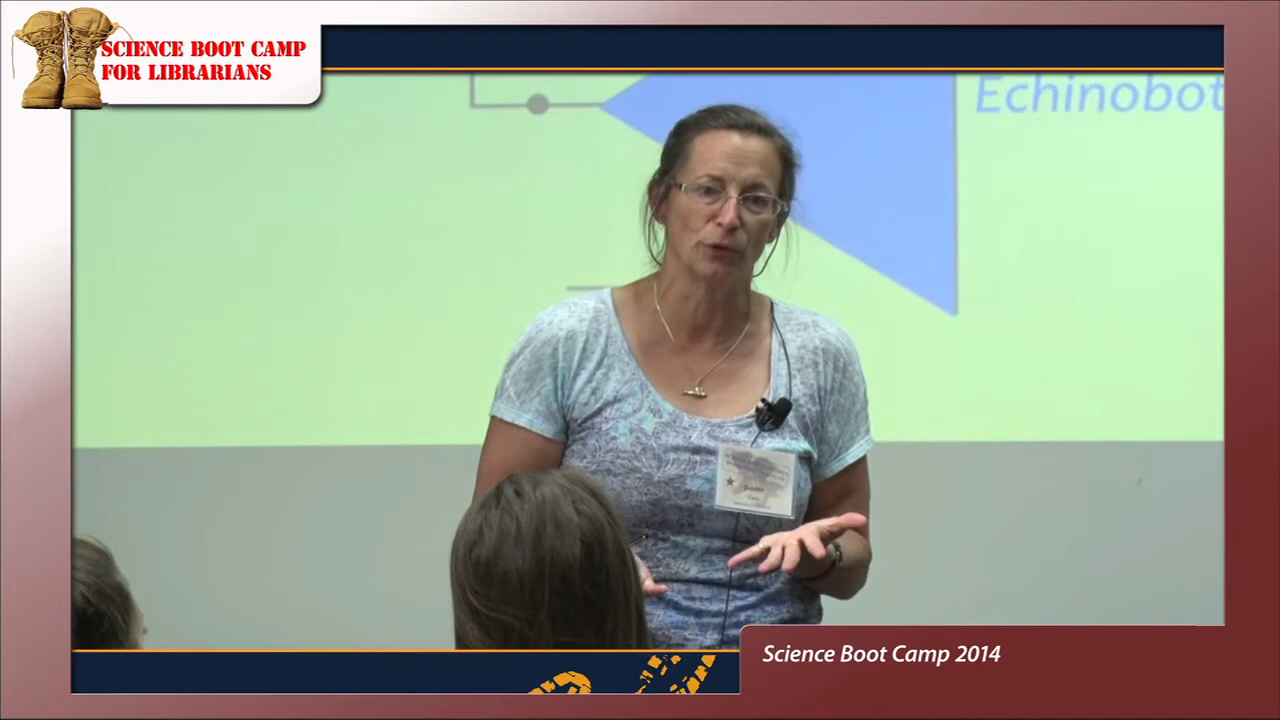 SCIENCE BOOT CAMP
FOR LIBRARIANS
Echinobot
Science Boot Camp 2014